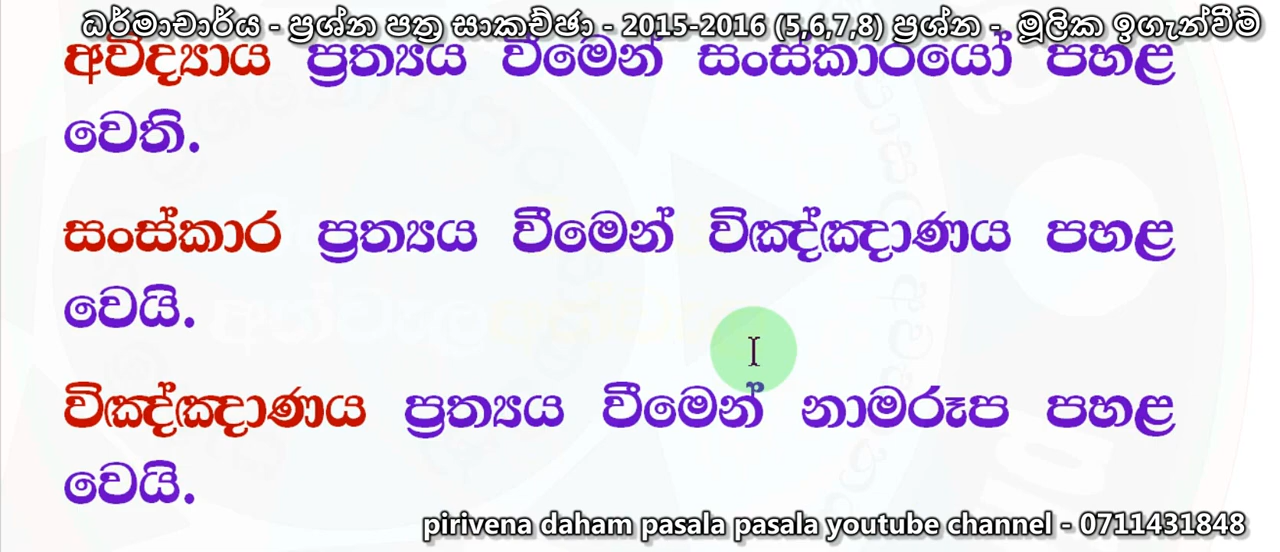 ධර්මාචාර්ය - ප්‍රශ්න පත්‍ර සාකච්ඡා - 2015-2016 (5,6,7,8) ප්‍රශ්න - මූලික ඉගැන්වීම්
අවිද්‍යාය ප්‍රත්‍යය වීමෙන් සංස්කාරයෝ පහළ
වෙති.
සංස්කාර ප්‍රත්‍යය වීමෙන් විඤ්ඤාණය පහළ
වෙයි.
විඤ්ඤාණය ප්‍රත්‍යය වීමෙන් නාමරූප පහළ
වෙයි.
pirivena daham pasala pasala youtube channel - 0711431848